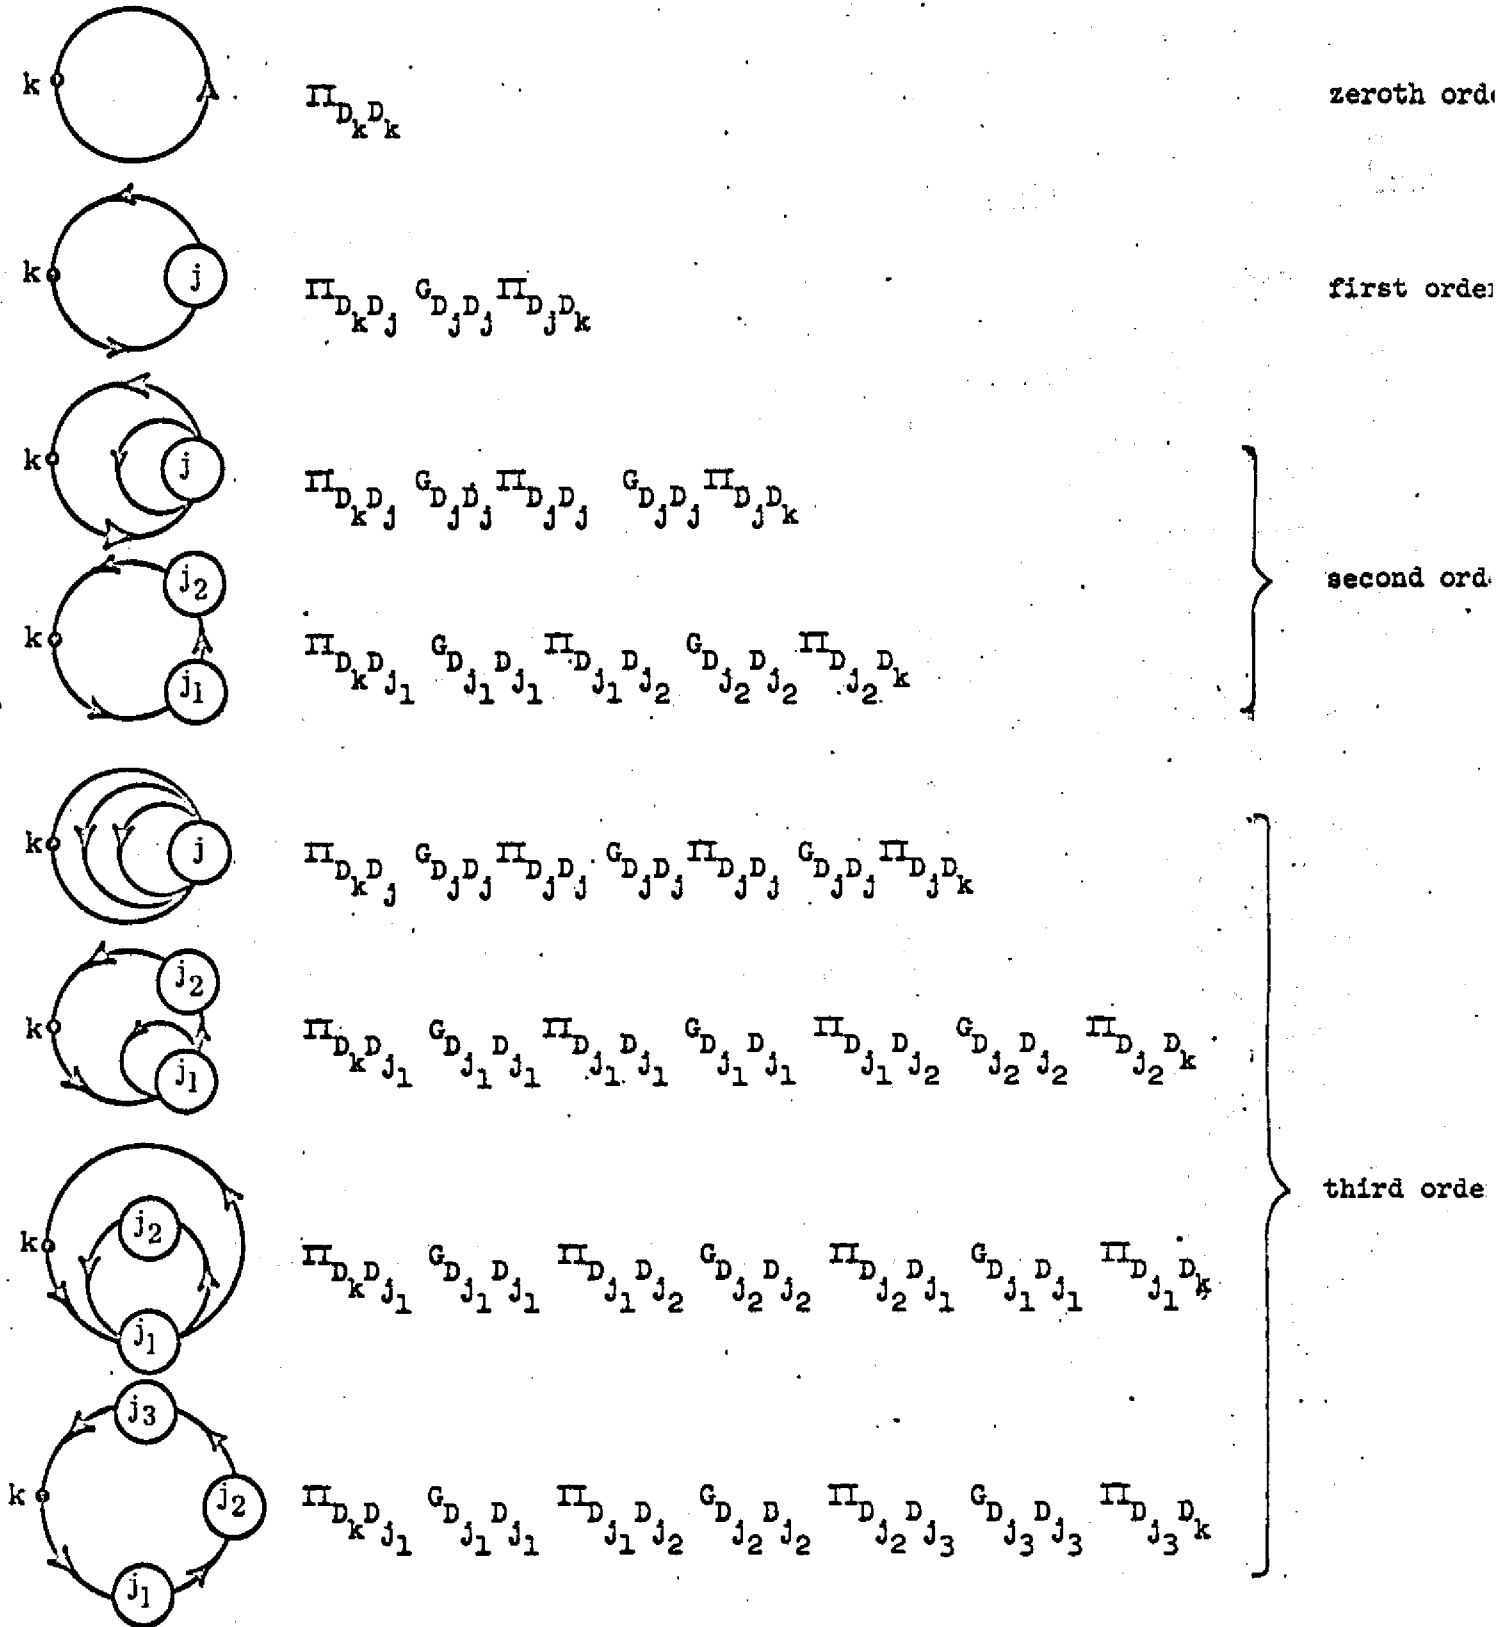 k Π_{D_k D_k} zeroth orde
k j Π_{D_k D_j} G_{D_j D_j} Π_{D_j D_k} first order
k j Π_{D_k D_j} G_{D_j D_j} Π_{D_j D_j} G_{D_j D_j} Π_{D_j D_k}
second ord
k j_2 j_1 Π_{D_k D_{j_1}} G_{D_{j_1} D_{j_1}} Π_{D_{j_1} D_{j_2}} G_{D_{j_2} D_{j_2}} Π_{D_{j_2} D_k}
k j Π_{D_k D_j} G_{D_j D_j} Π_{D_j D_j} G_{D_j D_j} Π_{D_j D_j} G_{D_j D_j} Π_{D_j D_k}
k j_2 j_1 Π_{D_k D_{j_1}} G_{D_{j_1} D_{j_1}} Π_{D_{j_1} D_{j_1}} G_{D_{j_1} D_{j_1}} Π_{D_{j_1} D_{j_2}} G_{D_{j_2} D_{j_2}} Π_{D_{j_2} D_k}
third orde
k j_2 j_1 Π_{D_k D_{j_1}} G_{D_{j_1} D_{j_1}} Π_{D_{j_1} D_{j_2}} G_{D_{j_2} D_{j_2}} Π_{D_{j_2} D_{j_1}} G_{D_{j_1} D_{j_1}} Π_{D_{j_1} D_k}
k j_3 j_2 j_1 Π_{D_k D_{j_1}} G_{D_{j_1} D_{j_1}} Π_{D_{j_1} D_{j_2}} G_{D_{j_2} D_{j_2}} Π_{D_{j_2} D_{j_3}} G_{D_{j_3} D_{j_3}} Π_{D_{j_3} D_k}